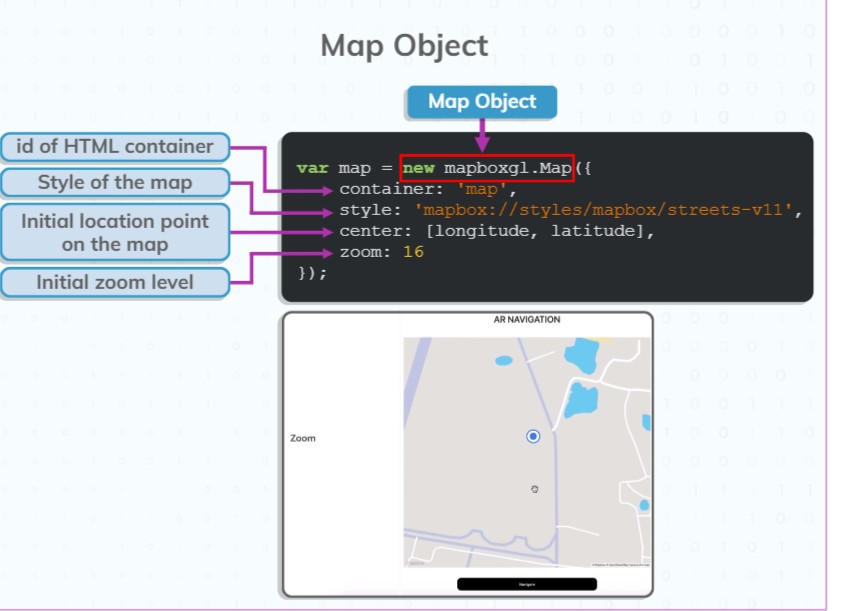 Map Object
Map Object
id of HTML container
Style of the map
Initial location point
on the map
Initial zoom level
var map = new mapboxgl.Map({
container: 'map',
style: 'mapbox://styles/mapbox/streets-v11',
center: [longitude, latitude],
zoom: 16
});
AR NAVIGATION
Zoom
Navigate